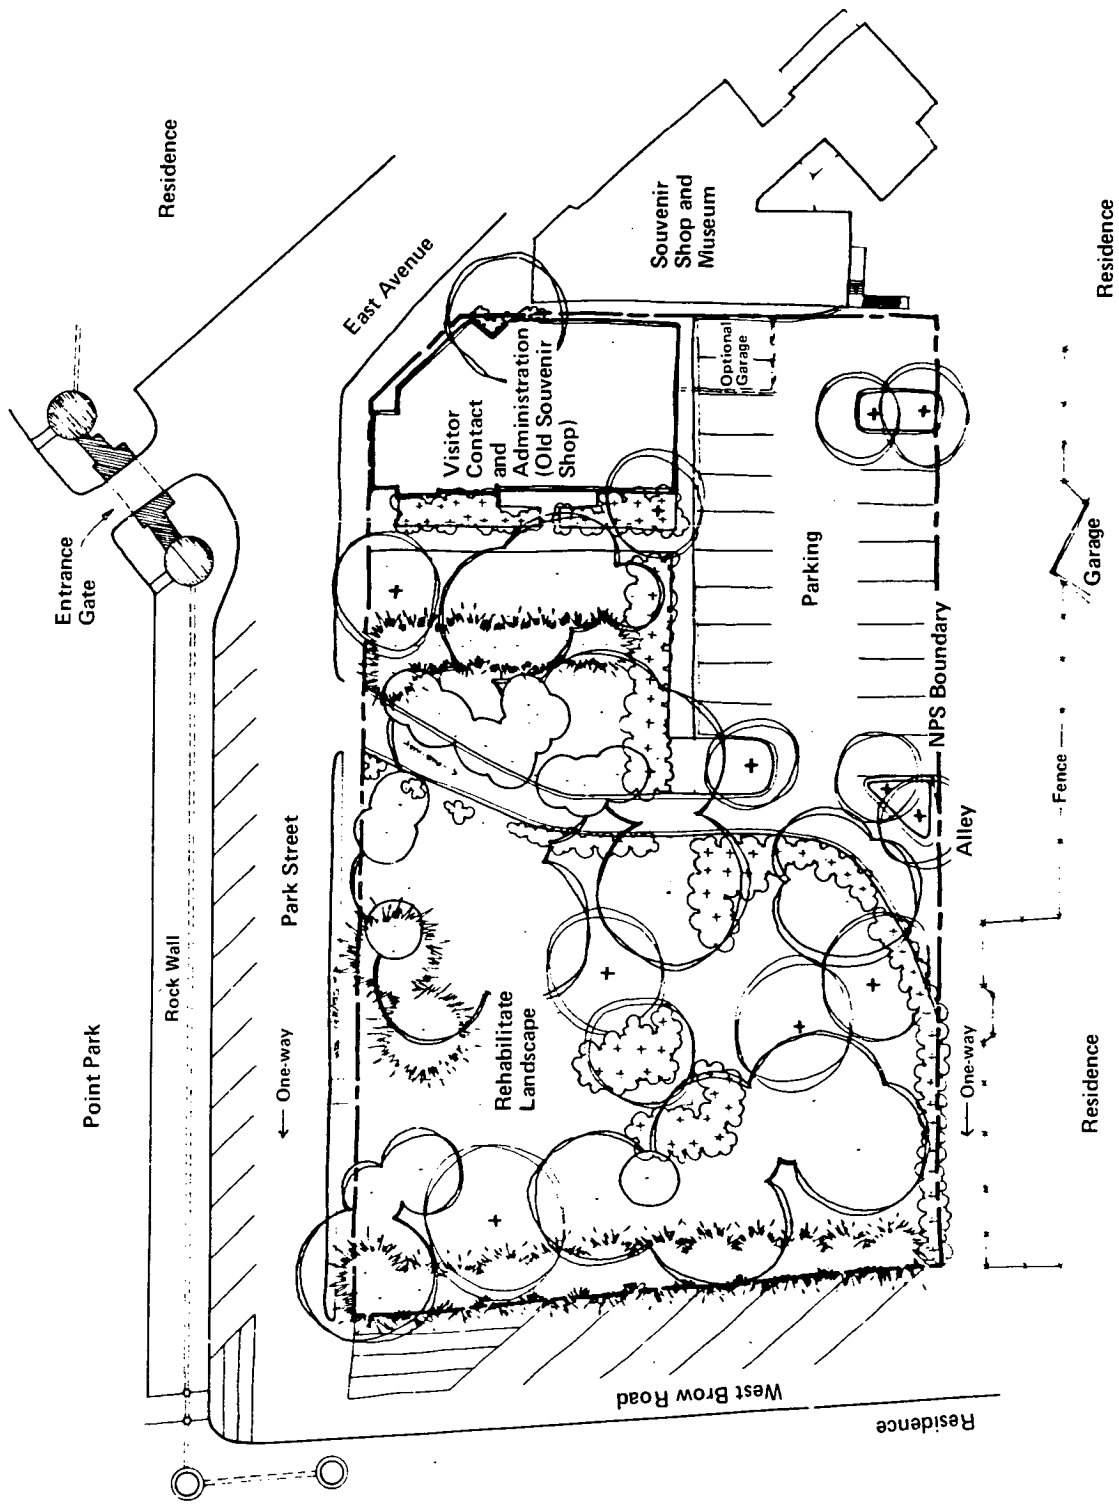 Point Park
Rock Wall
Entrance
Gate
Residence
Park Street
← One-way
East Avenue
Visitor
Contact
and
Administration
(Old Souvenir
Shop)
Souvenir
Shop and
Museum
Optional
Garage
Rehabilitate
Landscape
Parking
NPS Boundary
Alley
← One-way
West Brow Road
Residence
Fence
Garage
Residence
Residence